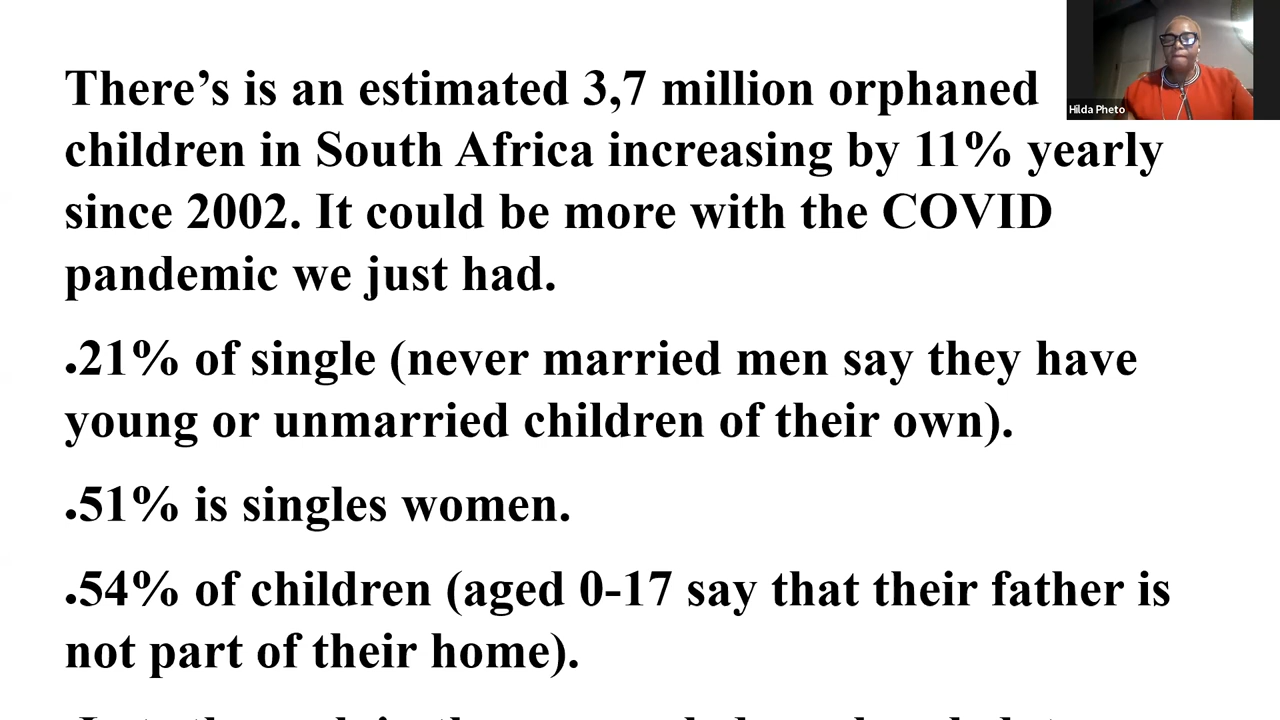 There’s is an estimated 3,7 million orphaned
children in South Africa increasing by 11% yearly
since 2002. It could be more with the COVID
pandemic we just had.
.21% of single (never married men say they have
young or unmarried children of their own).
.51% is singles women.
.54% of children (aged 0-17 say that their father is
not part of their home).
Hilda Pheto